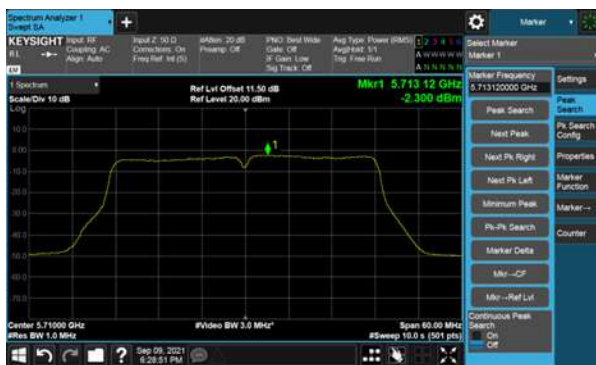 Spectrum Analyzer 1
Swept SA
+
Marker
KEYSIGHT
Input: RF
Coupling: AC
Align: Auto
Input Z: 50 Ω
Corrections: On
Freq Ref: Int (S)
#Atten: 20 dB
Preamp: Off
PNO: Best Wide
Gate: Off
IF Gain: Low
Sig Track: Off
Avg Type: Power (RMS)
Avg|Hold: 1/1
Trig: Free Run
1 2 3 4 5 6
A W W W W W
A N N N N N
Select Marker
Marker 1
1 Spectrum
Scale/Div 10 dB
Log
Ref Lvl Offset 11.50 dB
Ref Level 20.00 dBm
Mkr1 5.713 12 GHz
-2.300 dBm
10.0
0.00
-10.0
-20.0
-30.0
-40.0
-50.0
-60.0
-70.0
1
Center 5.71000 GHz
#Res BW 1.0 MHz
#Video BW 3.0 MHz*
Span 60.00 MHz
#Sweep 10.0 s (501 pts)
Marker Frequency
5.713120000 GHz
Peak Search
Next Peak
Next Pk Right
Next Pk Left
Minimum Peak
Pk-Pk Search
Marker Delta
Mkr→CF
Mkr→Ref Lvl
Continuous Peak
Search
On
Off
Settings
Peak
Search
Pk Search
Config
Properties
Marker
Function
Marker→
Counter
?
Sep 09, 2021
6:28:51 PM